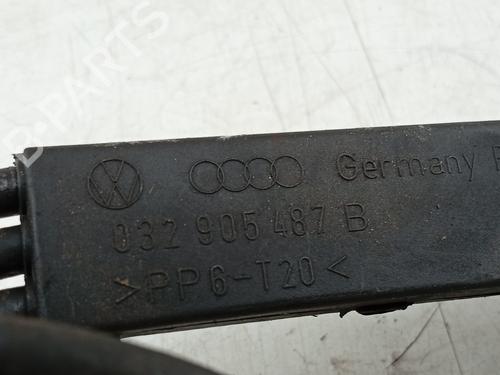 B-PARTS
Germany
032 905 487 B
>PP6-T20<